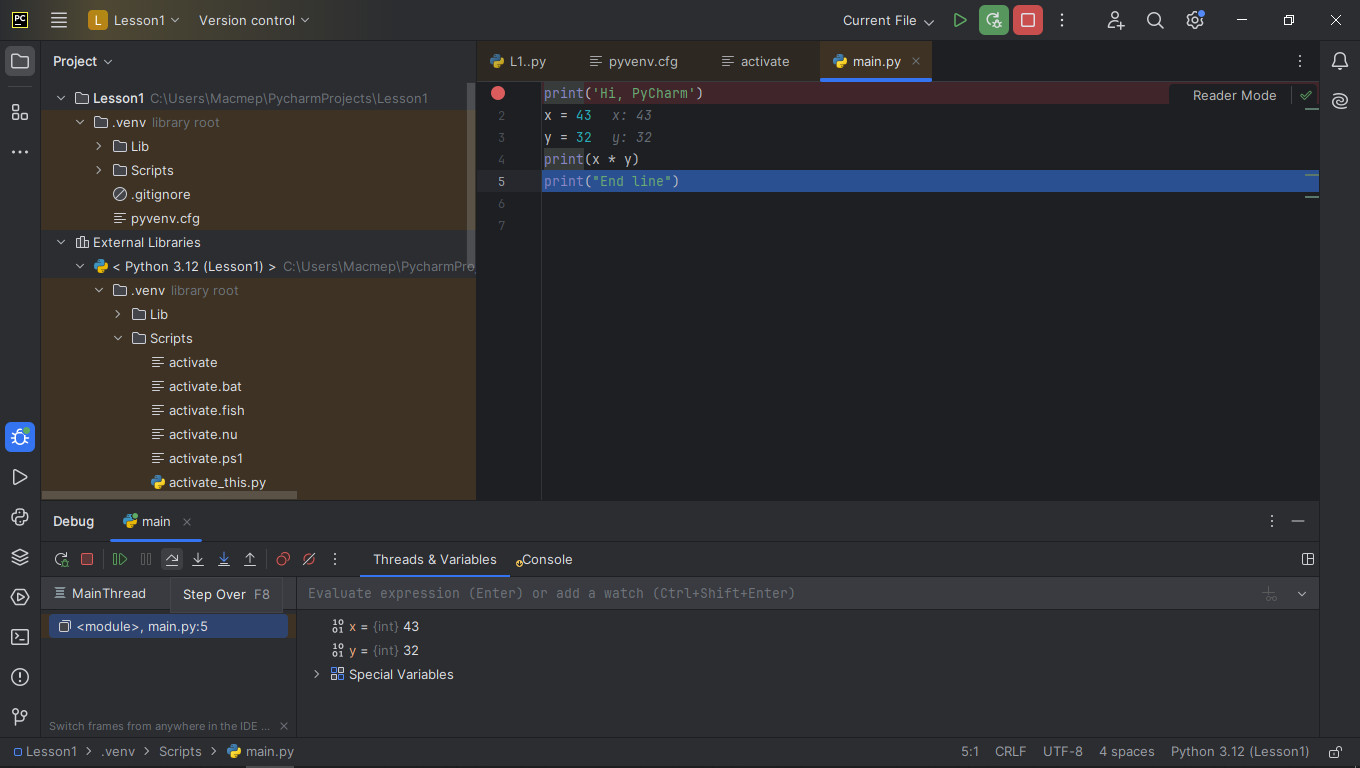 PC L Lesson1 Version control Current File
Project
L1..py pyvenv.cfg activate main.py
Lesson1 C:\Users\Macmep\PycharmProjects\Lesson1
.venv library root
Lib
Scripts
.gitignore
pyvenv.cfg
External Libraries
< Python 3.12 (Lesson1) > C:\Users\Macmep\PycharmPro
.venv library root
Lib
Scripts
activate
activate.bat
activate.fish
activate.nu
activate.ps1
activate_this.py
print('Hi, PyCharm')
Reader Mode
2 x = 43 x: 43
3 y = 32 y: 32
4 print(x * y)
5 print("End line")
6
7
Debug main
Threads & Variables Console
MainThread Step Over F8
Evaluate expression (Enter) or add a watch (Ctrl+Shift+Enter)
<module>, main.py:5
10 01 x = {int} 43
10 01 y = {int} 32
Special Variables
Switch frames from anywhere in the IDE ...
Lesson1 > .venv > Scripts > main.py 5:1 CRLF UTF-8 4 spaces Python 3.12 (Lesson1)